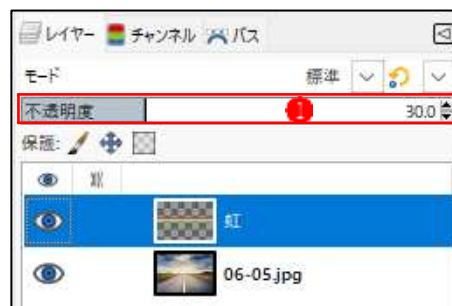 レイヤー チャンネル パス
モード 標準
不透明度 1 30.0
保護:
虹
06-05.jpg